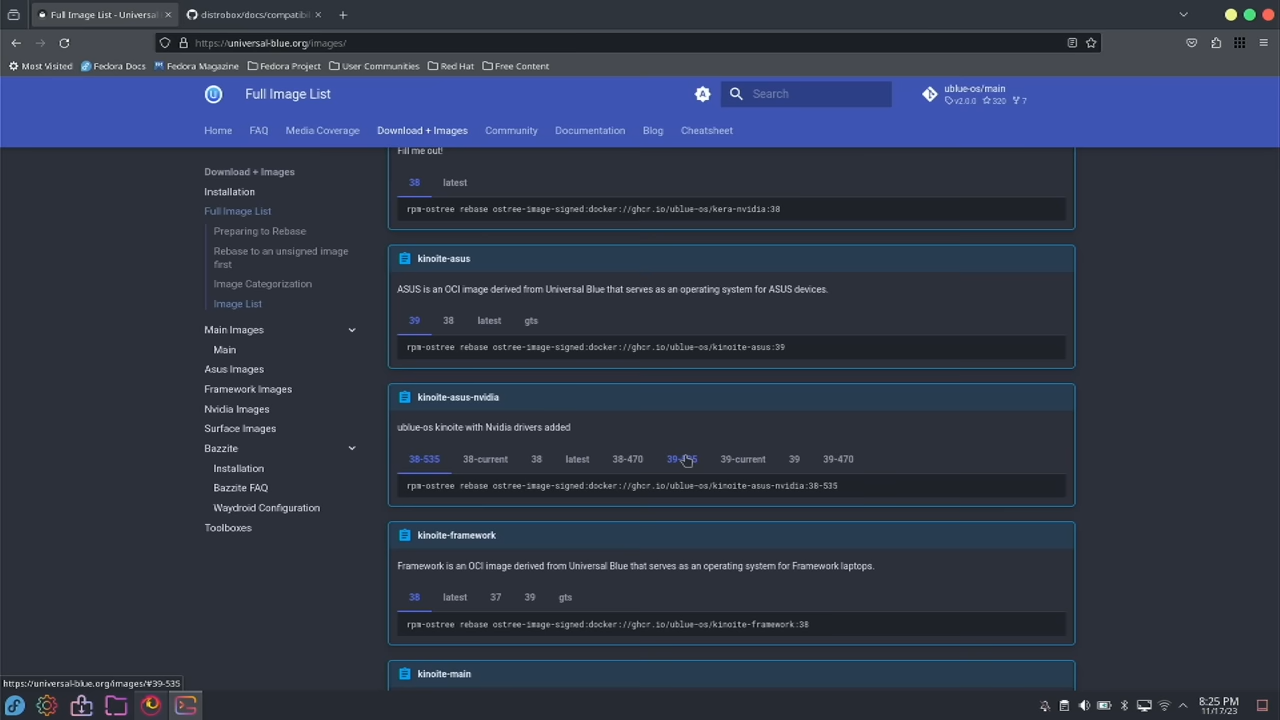 Full Image List - Universal
distrobox/docs/compatibil
https://universal-blue.org/images/
Most Visited
Fedora Docs
Fedora Magazine
Fedora Project
User Communities
Red Hat
Free Content
Full Image List
Search
ublue-os/main
v2.0.0 320 7
Home
FAQ
Media Coverage
Download + Images
Community
Documentation
Blog
Cheatsheet
Download + Images
Installation
Full Image List
Preparing to Rebase
Rebase to an unsigned image
first
Image Categorization
Image List
Main Images
Main
Asus Images
Framework Images
Nvidia Images
Surface Images
Bazzite
Installation
Bazzite FAQ
Waydroid Configuration
Toolboxes
Fill me out!
38 latest
rpm-ostree rebase ostree-image-signed:docker://ghcr.io/ublue-os/kera-nvidia:38
kinoite-asus
ASUS is an OCI image derived from Universal Blue that serves as an operating system for ASUS devices.
39 38 latest gts
rpm-ostree rebase ostree-image-signed:docker://ghcr.io/ublue-os/kinoite-asus:39
kinoite-asus-nvidia
ublue-os kinoite with Nvidia drivers added
38-535 38-current 38 latest 38-470 39-535 39-current 39 39-470
rpm-ostree rebase ostree-image-signed:docker://ghcr.io/ublue-os/kinoite-asus-nvidia:38-535
kinoite-framework
Framework is an OCI image derived from Universal Blue that serves as an operating system for Framework laptops.
38 latest 37 39 gts
rpm-ostree rebase ostree-image-signed:docker://ghcr.io/ublue-os/kinoite-framework:38
kinoite-main
https://universal-blue.org/images/#39-535
8:25 PM
11/17/23